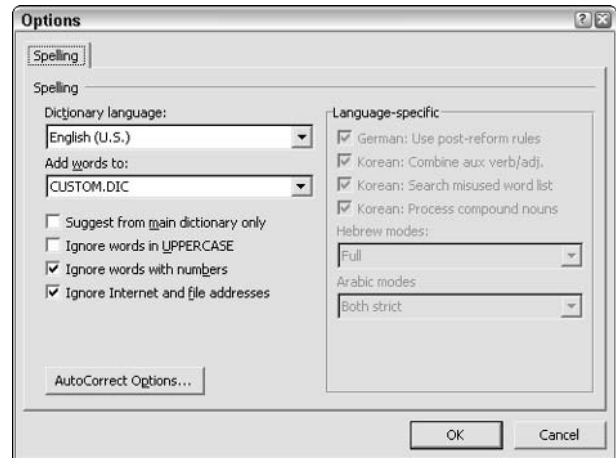 Options
Spelling
Spelling
Dictionary language:
English (U.S.)
Add words to:
CUSTOM.DIC
Suggest from main dictionary only
Ignore words in UPPERCASE
Ignore words with numbers
Ignore Internet and file addresses
AutoCorrect Options...
Language-specific
German: Use post-reform rules
Korean: Combine aux verb/adj.
Korean: Search misused word list
Korean: Process compound nouns
Hebrew modes:
Full
Arabic modes
Both strict
OK
Cancel